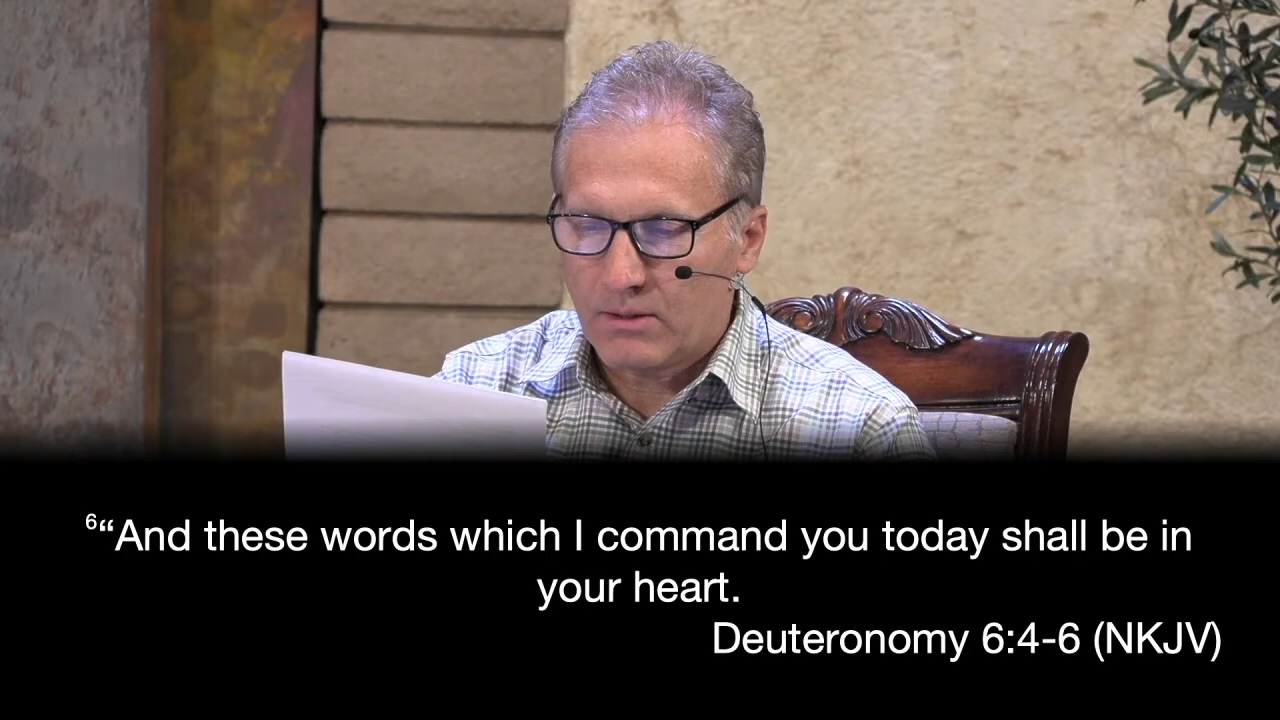 ⁶“And these words which I command you today shall be in
your heart.
Deuteronomy 6:4-6 (NKJV)